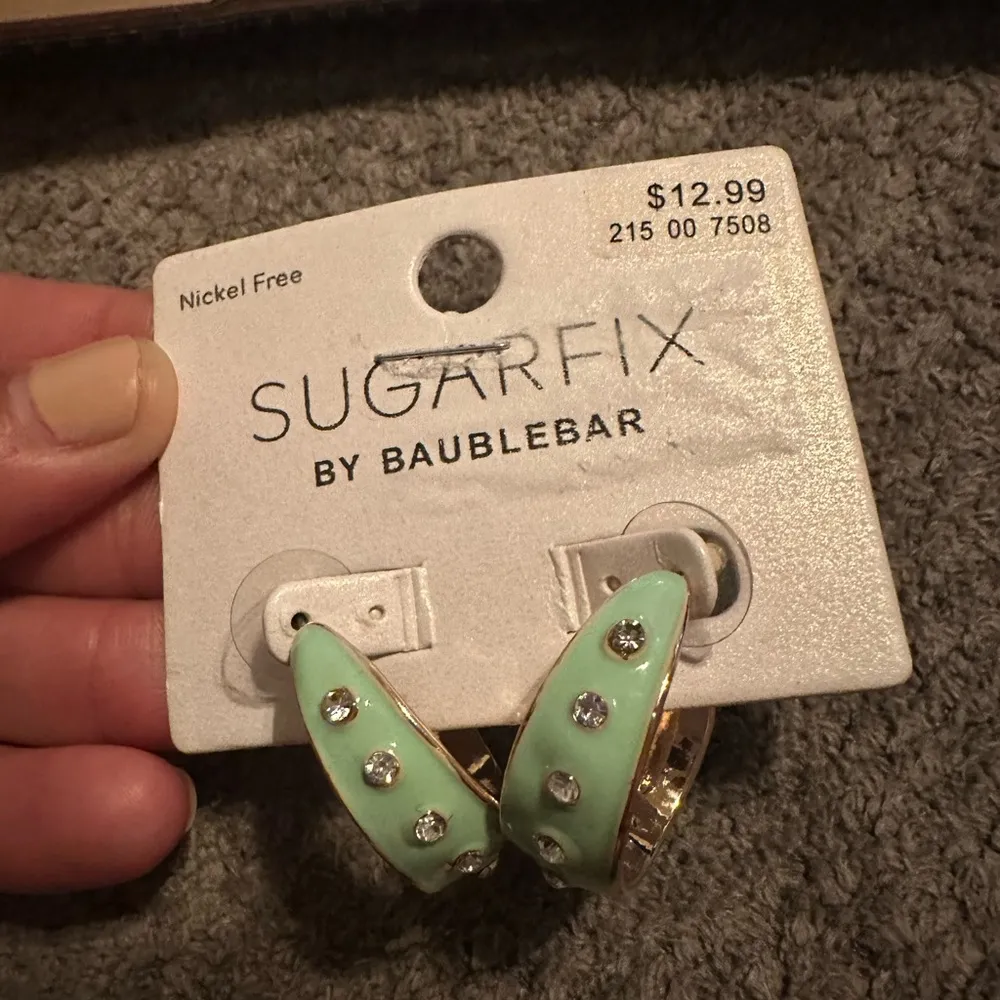 $12.99
215 00 7508
Nickel Free
SUGARFIX
BY BAUBLEBAR